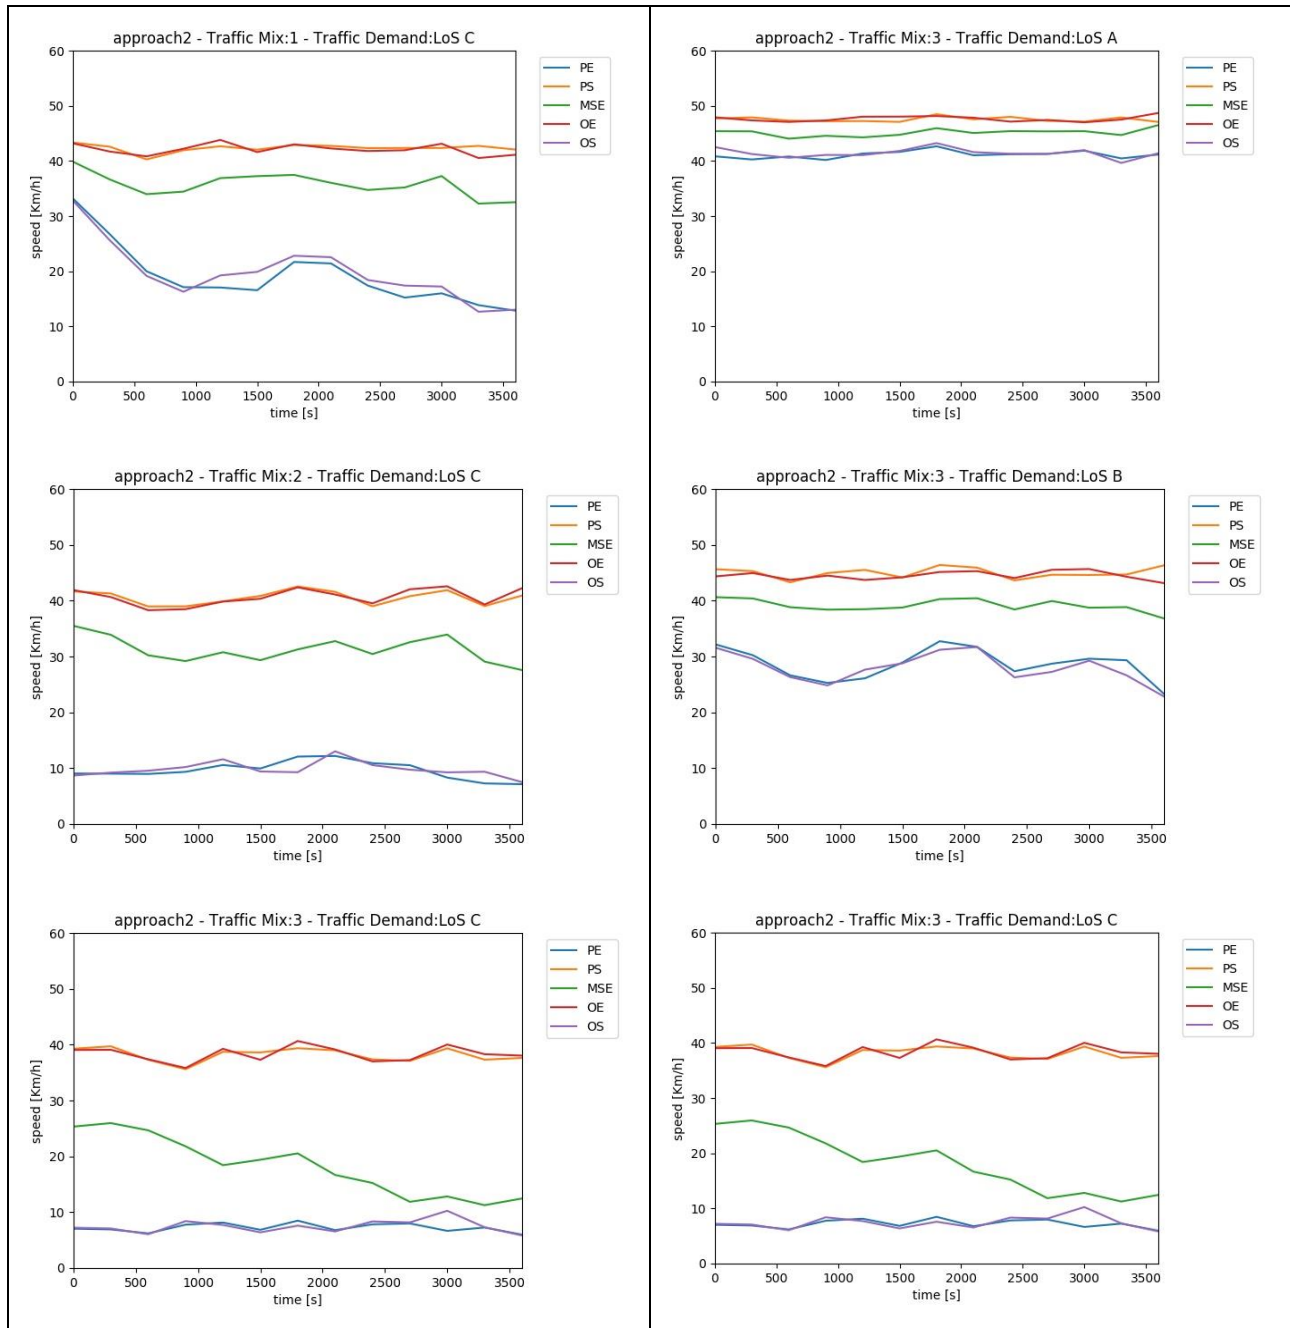 approach2 - Traffic Mix:1 - Traffic Demand:LoS C
60
50
40
30
20
10
0
speed [Km/h]
0 500 1000 1500 2000 2500 3000 3500
time [s]
PE
PS
MSE
OE
OS
approach2 - Traffic Mix:3 - Traffic Demand:LoS A
60
50
40
30
20
10
0
speed [Km/h]
0 500 1000 1500 2000 2500 3000 3500
time [s]
PE
PS
MSE
OE
OS
approach2 - Traffic Mix:2 - Traffic Demand:LoS C
60
50
40
30
20
10
0
speed [Km/h]
0 500 1000 1500 2000 2500 3000 3500
time [s]
PE
PS
MSE
OE
OS
approach2 - Traffic Mix:3 - Traffic Demand:LoS B
60
50
40
30
20
10
0
speed [Km/h]
0 500 1000 1500 2000 2500 3000 3500
time [s]
PE
PS
MSE
OE
OS
approach2 - Traffic Mix:3 - Traffic Demand:LoS C
60
50
40
30
20
10
0
speed [Km/h]
0 500 1000 1500 2000 2500 3000 3500
time [s]
PE
PS
MSE
OE
OS
approach2 - Traffic Mix:3 - Traffic Demand:LoS C
60
50
40
30
20
10
0
speed [Km/h]
0 500 1000 1500 2000 2500 3000 3500
time [s]
PE
PS
MSE
OE
OS